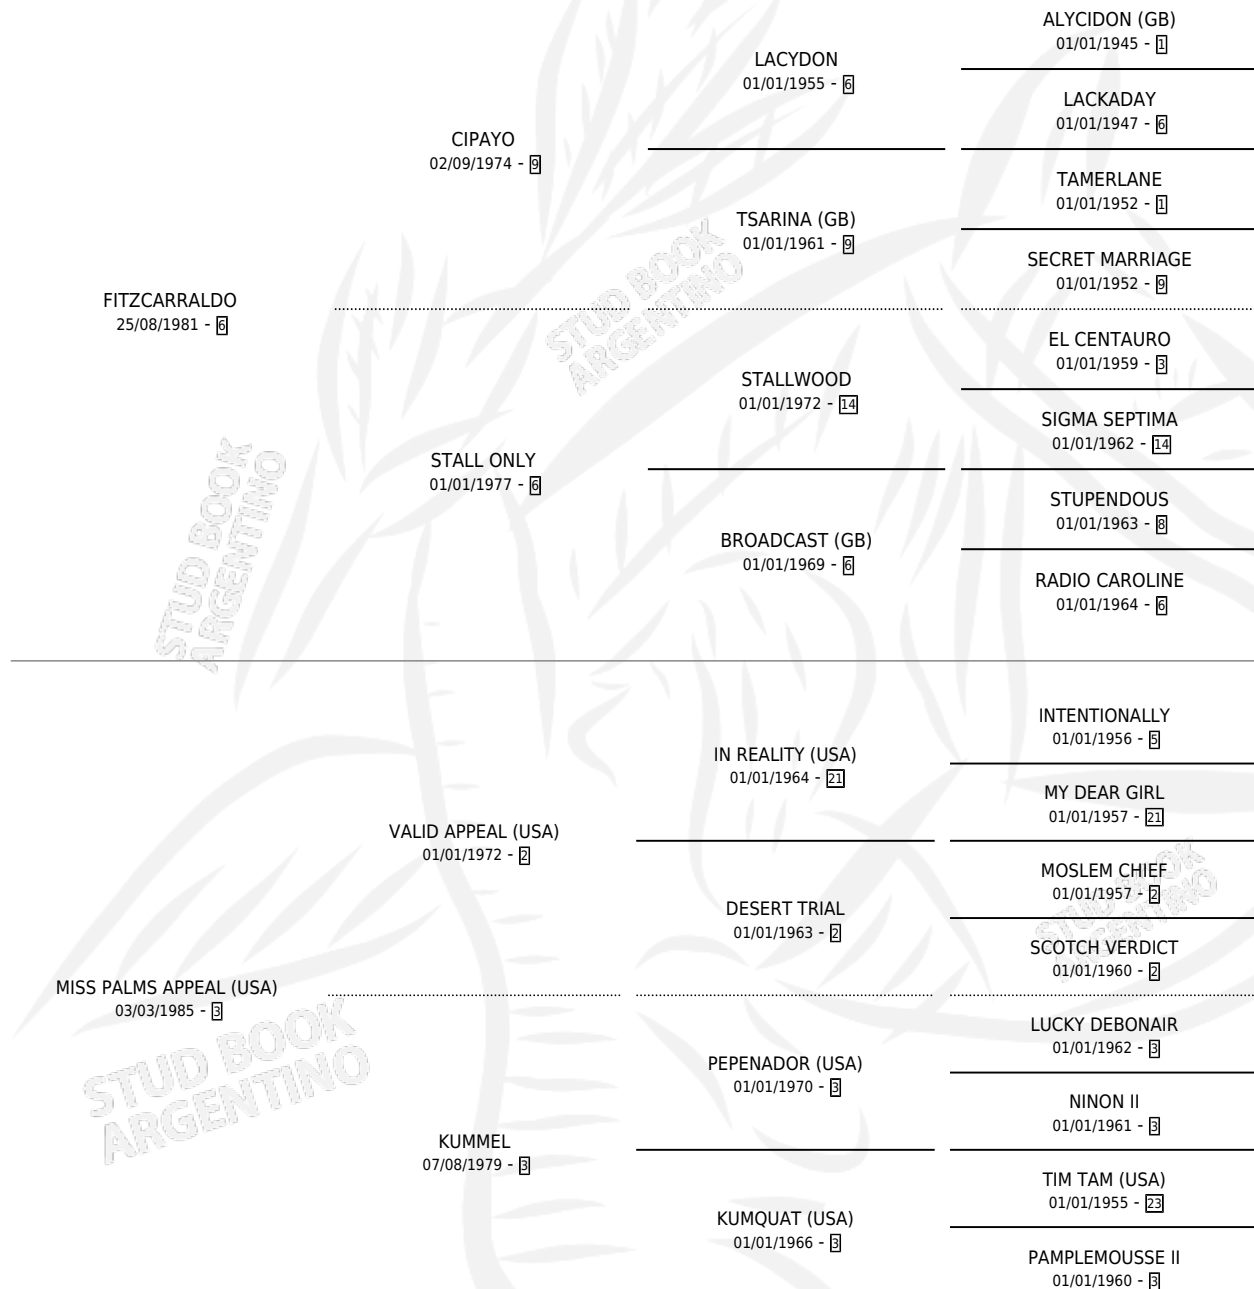 ALYCIDON (GB)
01/01/1945 - 1
LACYDON
01/01/1955 - 6
LACKADAY
01/01/1947 - 6
CIPAYO
02/09/1974 - 9
TAMERLANE
01/01/1952 - 1
TSARINA (GB)
01/01/1961 - 9
SECRET MARRIAGE
01/01/1952 - 9
FITZCARRALDO
25/08/1981 - 6
EL CENTAURO
01/01/1959 - 3
STALLWOOD
01/01/1972 - 14
SIGMA SEPTIMA
01/01/1962 - 14
STALL ONLY
01/01/1977 - 6
STUPENDOUS
01/01/1963 - 8
BROADCAST (GB)
01/01/1969 - 6
RADIO CAROLINE
01/01/1964 - 6
INTENTIONALLY
01/01/1956 - 5
IN REALITY (USA)
01/01/1964 - 21
MY DEAR GIRL
01/01/1957 - 21
VALID APPEAL (USA)
01/01/1972 - 2
MOSLEM CHIEF
01/01/1957 - 2
DESERT TRIAL
01/01/1963 - 2
SCOTCH VERDICT
01/01/1960 - 2
MISS PALMS APPEAL (USA)
03/03/1985 - 3
LUCKY DEBONAIR
01/01/1962 - 3
PEPENADOR (USA)
01/01/1970 - 3
NINON II
01/01/1961 - 3
KUMMEL
07/08/1979 - 3
TIM TAM (USA)
01/01/1955 - 23
KUMQUAT (USA)
01/01/1966 - 3
PAMPLEMOUSSE II
01/01/1960 - 3
STUD BOOK
ARGENTINO
STUD BOOK
ARGENTINO
STUD BOOK
ARGENTINO
STUD BOOK
ARGENTINO